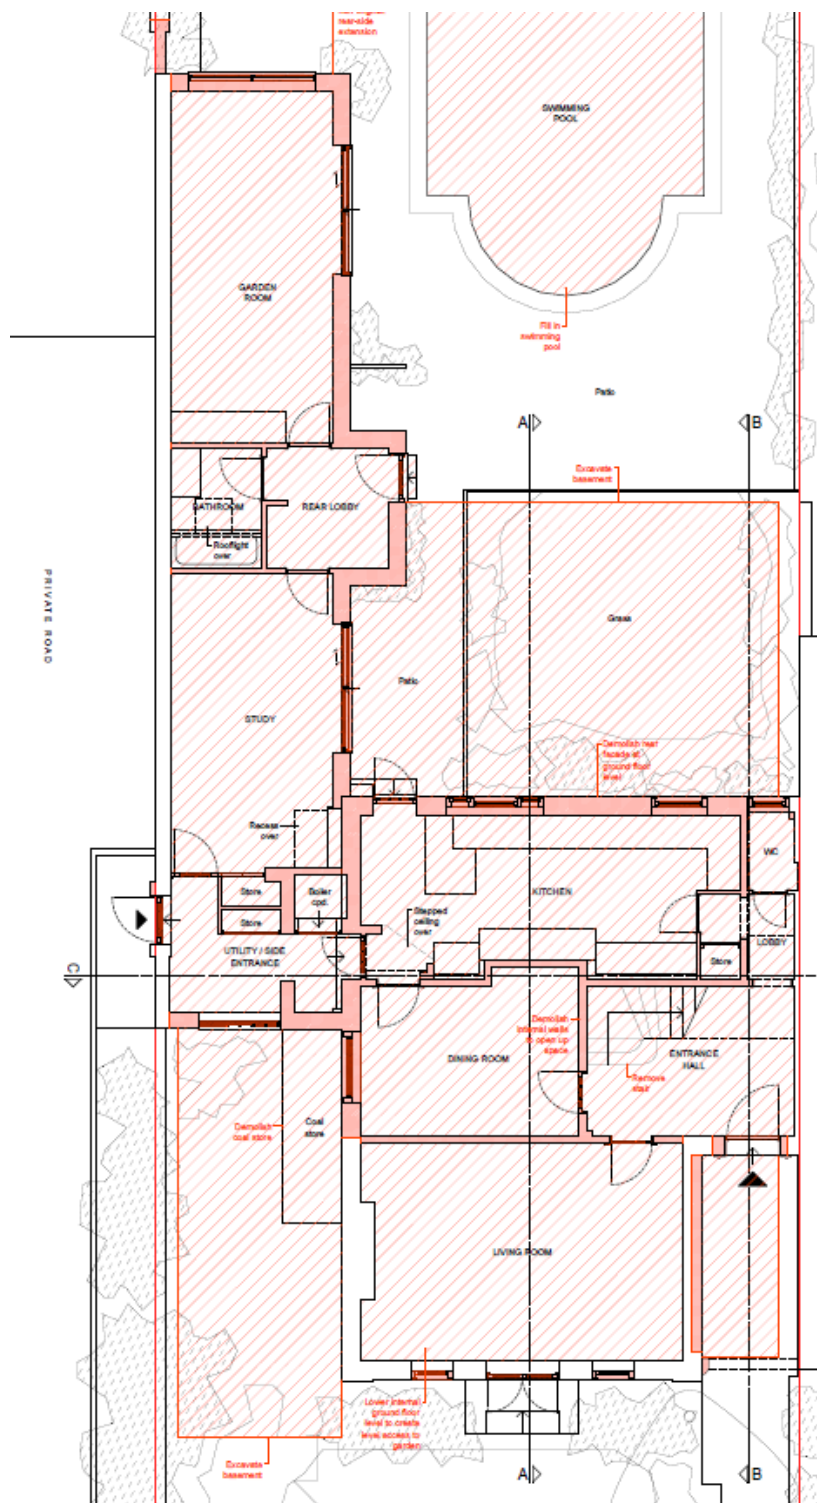 rear-side
extension
SWIMMING
POOL
GARDEN
ROOM
Fill in
swimming
pool
Patio
A
B
Excavate
basement
BATHROOM
REAR LOBBY
Rooflight
over
PRIVATE ROAD
Grass
Patio
STUDY
Demolish rear
facade at
ground floor
level
Recess
over
WC
Store
Boiler
cpd.
KITCHEN
Store
Stepped
ceiling
over
LOBBY
UTILITY / SIDE
ENTRANCE
Store
C
Demolish
internal walls
to open up
space
DINING ROOM
ENTRANCE
HALL
Remove
stair
Demolish
coal store
Coal
store
LIVING ROOM
Lower internal
ground floor
level to create
level access to
garden
Excavate
basement
A
B